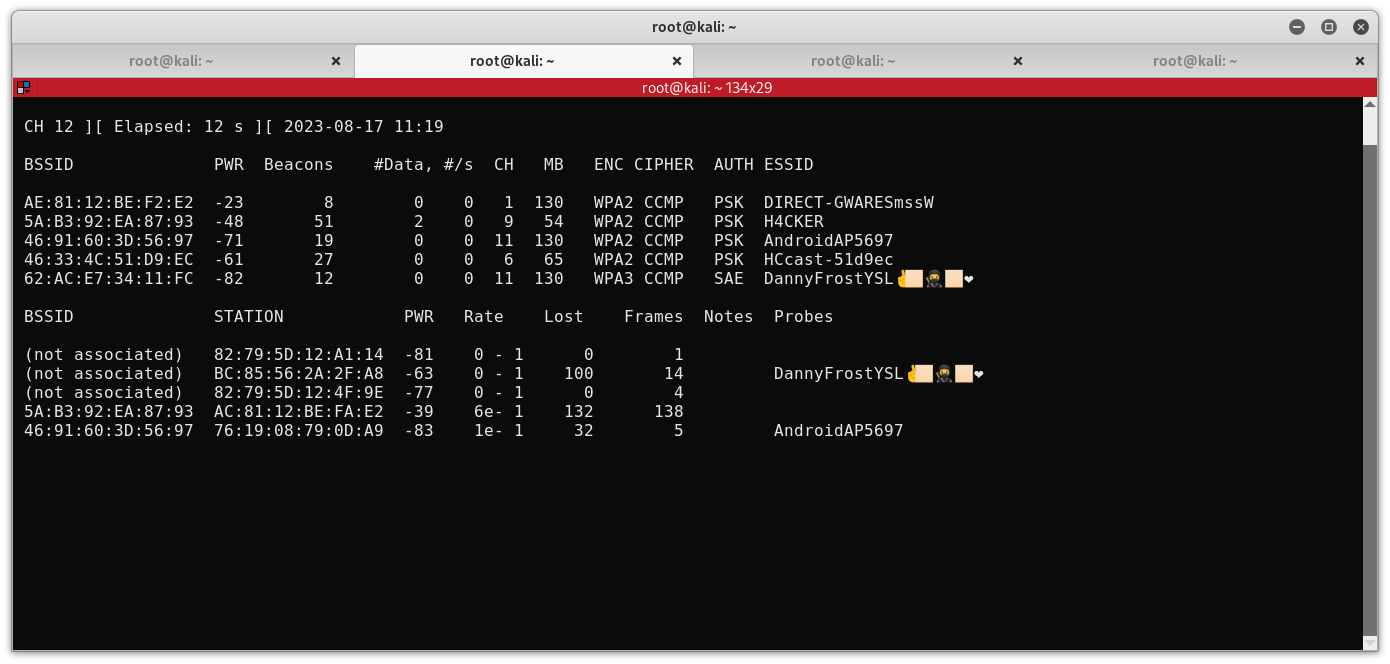 root@kali: ~
root@kali: ~ root@kali: ~ root@kali: ~ root@kali: ~
root@kali: ~ 134x29
CH 12 ][ Elapsed: 12 s ][ 2023-08-17 11:19
BSSID PWR Beacons #Data, #/s CH MB ENC CIPHER AUTH ESSID
AE:81:12:BE:F2:E2 -23 8 0 0 1 130 WPA2 CCMP PSK DIRECT-GWARESmssW
5A:B3:92:EA:87:93 -48 51 2 0 9 54 WPA2 CCMP PSK H4CKER
46:91:60:3D:56:97 -71 19 0 0 11 130 WPA2 CCMP PSK AndroidAP5697
46:33:4C:51:D9:EC -61 27 0 0 6 65 WPA2 CCMP PSK HCcast-51d9ec
62:AC:E7:34:11:FC -82 12 0 0 11 130 WPA3 CCMP SAE DannyFrostYSL✌🏻🥷🏻❤
BSSID STATION PWR Rate Lost Frames Notes Probes
(not associated) 82:79:5D:12:A1:14 -81 0 - 1 0 1
(not associated) BC:85:56:2A:2F:A8 -63 0 - 1 100 14 DannyFrostYSL✌🏻🥷🏻❤
(not associated) 82:79:5D:12:4F:9E -77 0 - 1 0 4
5A:B3:92:EA:87:93 AC:81:12:BE:FA:E2 -39 6e- 1 132 138
46:91:60:3D:56:97 76:19:08:79:0D:A9 -83 1e- 1 32 5 AndroidAP5697